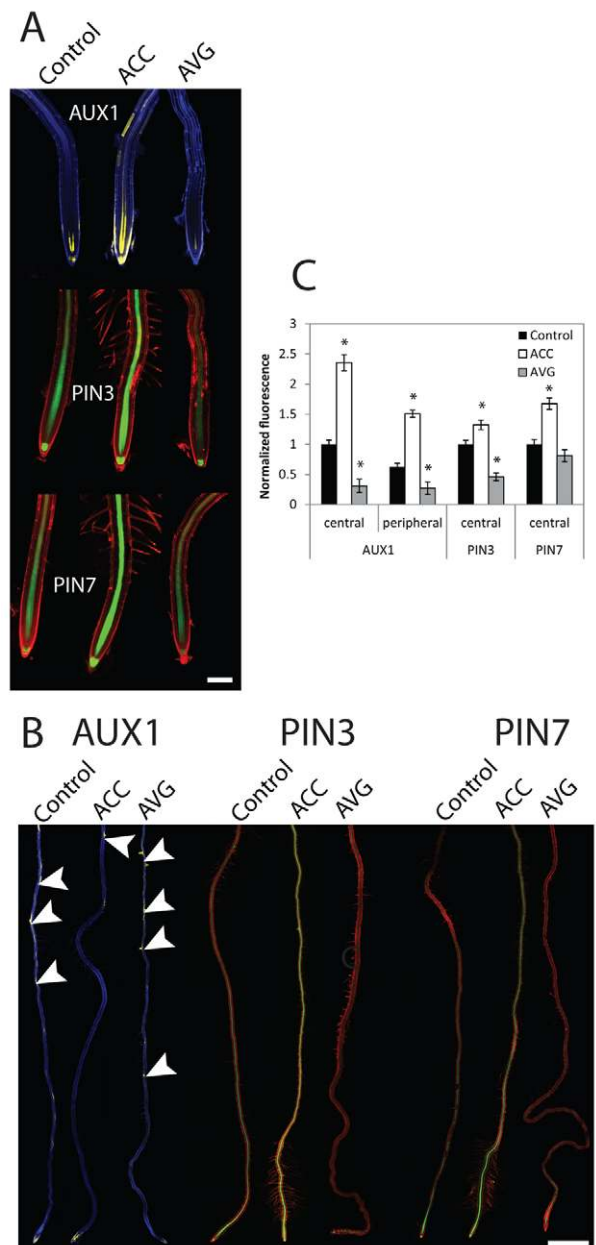 A
Control ACC AVG
AUX1
PIN3
PIN7
C
3
2.5
2
1.5
1
0.5
0
Normalized fluorescence
Control
ACC
AVG
* * * * * * *
central peripheral central central
AUX1 PIN3 PIN7
B AUX1 PIN3 PIN7
Control ACC AVG Control ACC AVG Control ACC AVG